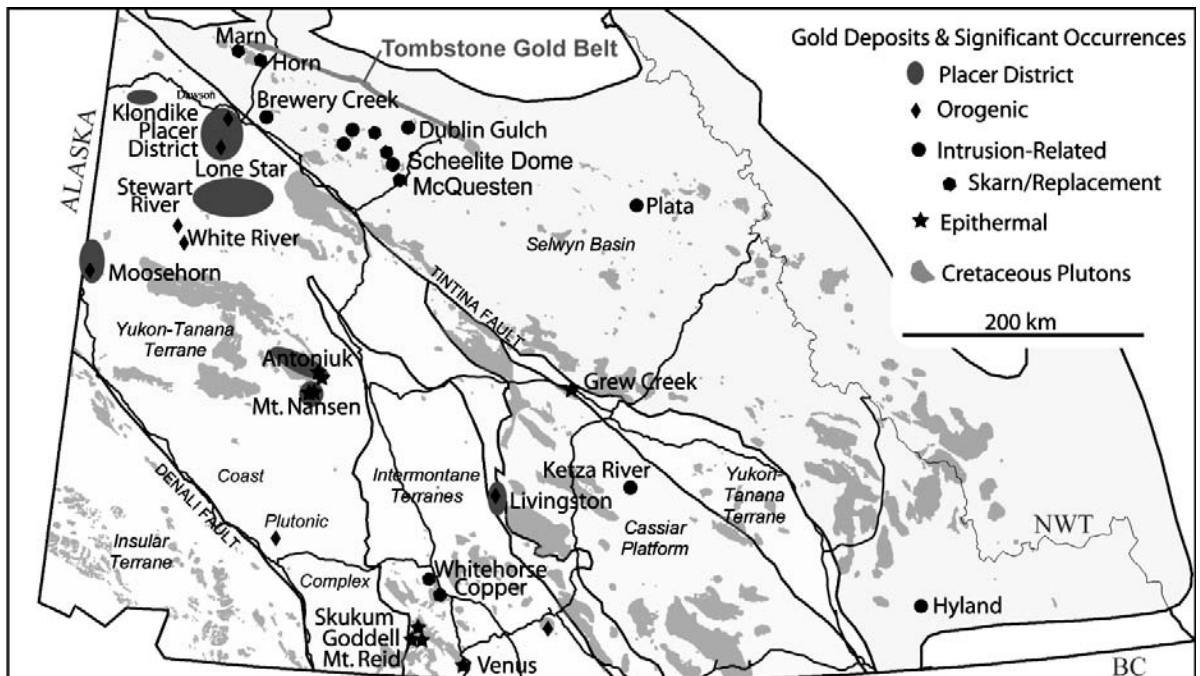 Marn
Horn
Tombstone Gold Belt
Dawson
Klondike
Placer
District
Brewery Creek
Dublin Gulch
Scheelite Dome
McQuesten
Lone Star
Stewart
River
White River
Moosehorn
ALASKA
Plata
Selwyn Basin
TINTINA FAULT
Yukon-Tanana
Terrane
Antoniuk
Mt. Nansen
Grew Creek
Coast
Plutonic
Complex
Intermontane
Terranes
Livingston
Ketza River
Cassiar
Platform
Yukon-
Tanana
Terrane
DENALI FAULT
Insular
Terrane
Whitehorse
Copper
Skukum
Goddell
Mt. Reid
Venus
Hyland
NWT
BC
Gold Deposits & Significant Occurrences
Placer District
Orogenic
Intrusion-Related
Skarn/Replacement
Epithermal
Cretaceous Plutons
200 km